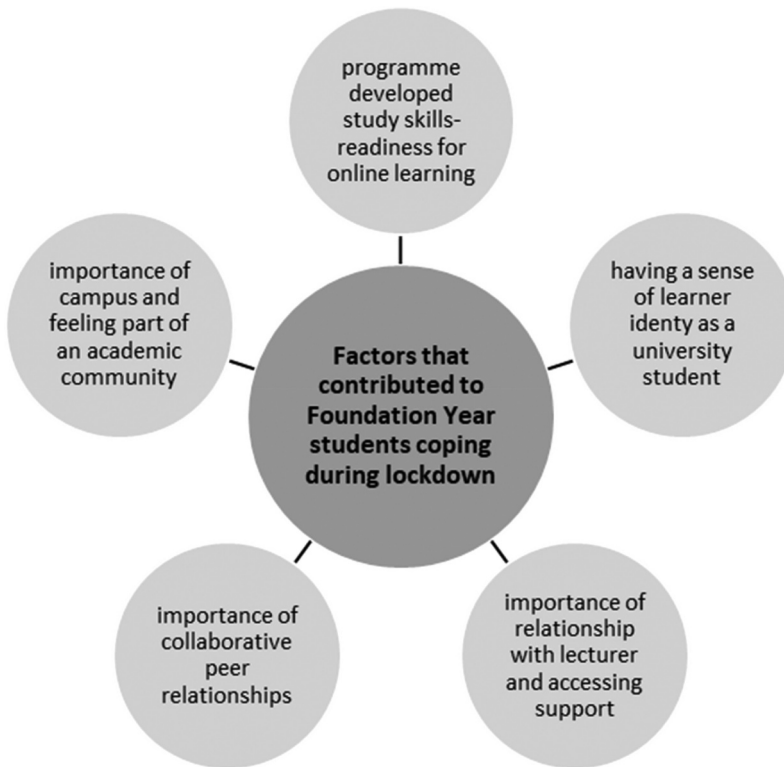 programme
developed
study skills-
readiness for
online learning
importance of
campus and
feeling part of
an academic
community
having a sense
of learner
identy as a
university
student
Factors that
contributed to
Foundation Year
students coping
during lockdown
importance of
collaborative
peer
relationships
importance of
relationship
with lecturer
and accessing
support